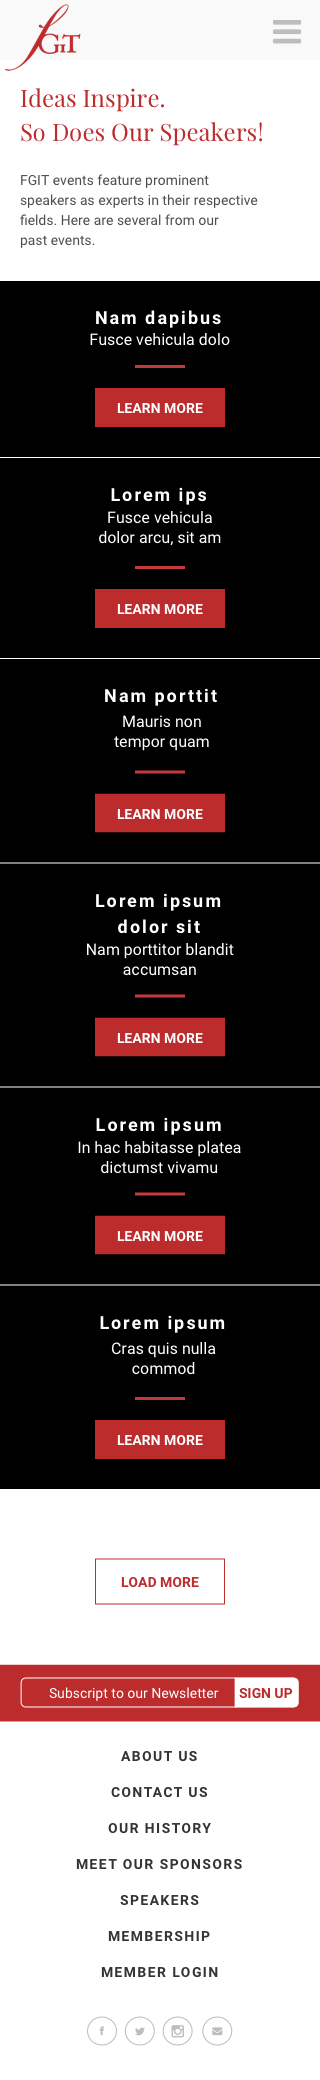 fGiT
Ideas Inspire.
So Does Our Speakers!
FGIT events feature prominent
speakers as experts in their respective
fields. Here are several from our
past events.
Nam dapibus
Fusce vehicula dolo
LEARN MORE
Lorem ips
Fusce vehicula
dolor arcu, sit am
LEARN MORE
Nam porttit
Mauris non
tempor quam
LEARN MORE
Lorem ipsum
dolor sit
Nam porttitor blandit
accumsan
LEARN MORE
Lorem ipsum
In hac habitasse platea
dictumst vivamu
LEARN MORE
Lorem ipsum
Cras quis nulla
commod
LEARN MORE
LOAD MORE
Subscript to our Newsletter SIGN UP
ABOUT US
CONTACT US
OUR HISTORY
MEET OUR SPONSORS
SPEAKERS
MEMBERSHIP
MEMBER LOGIN